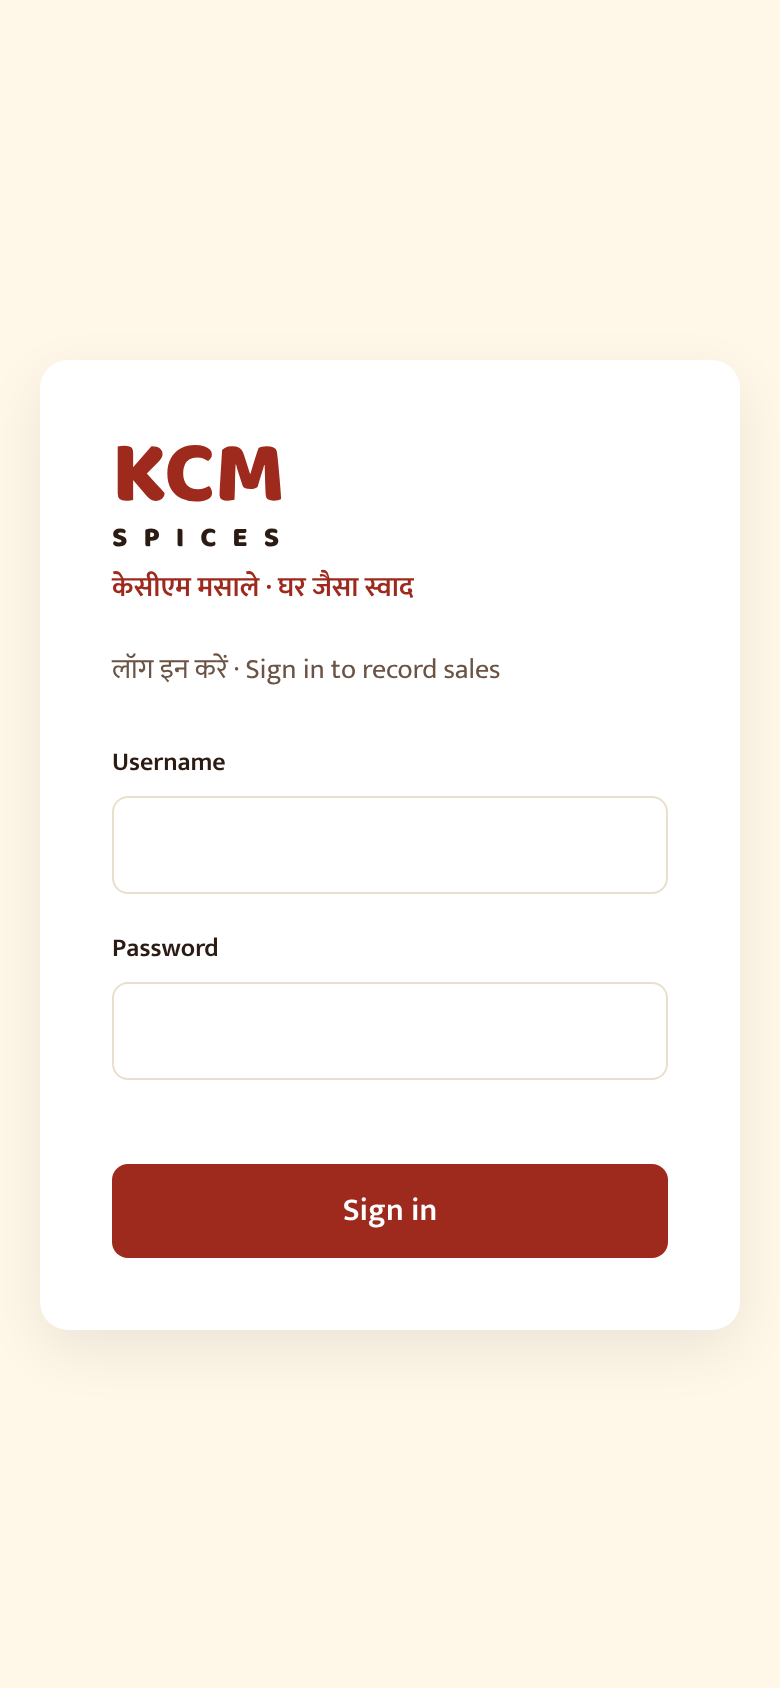 KCM
SPICES
केसीएम मसाले · घर जैसा स्वाद
लॉग इन करें · Sign in to record sales
Username
Password
Sign in